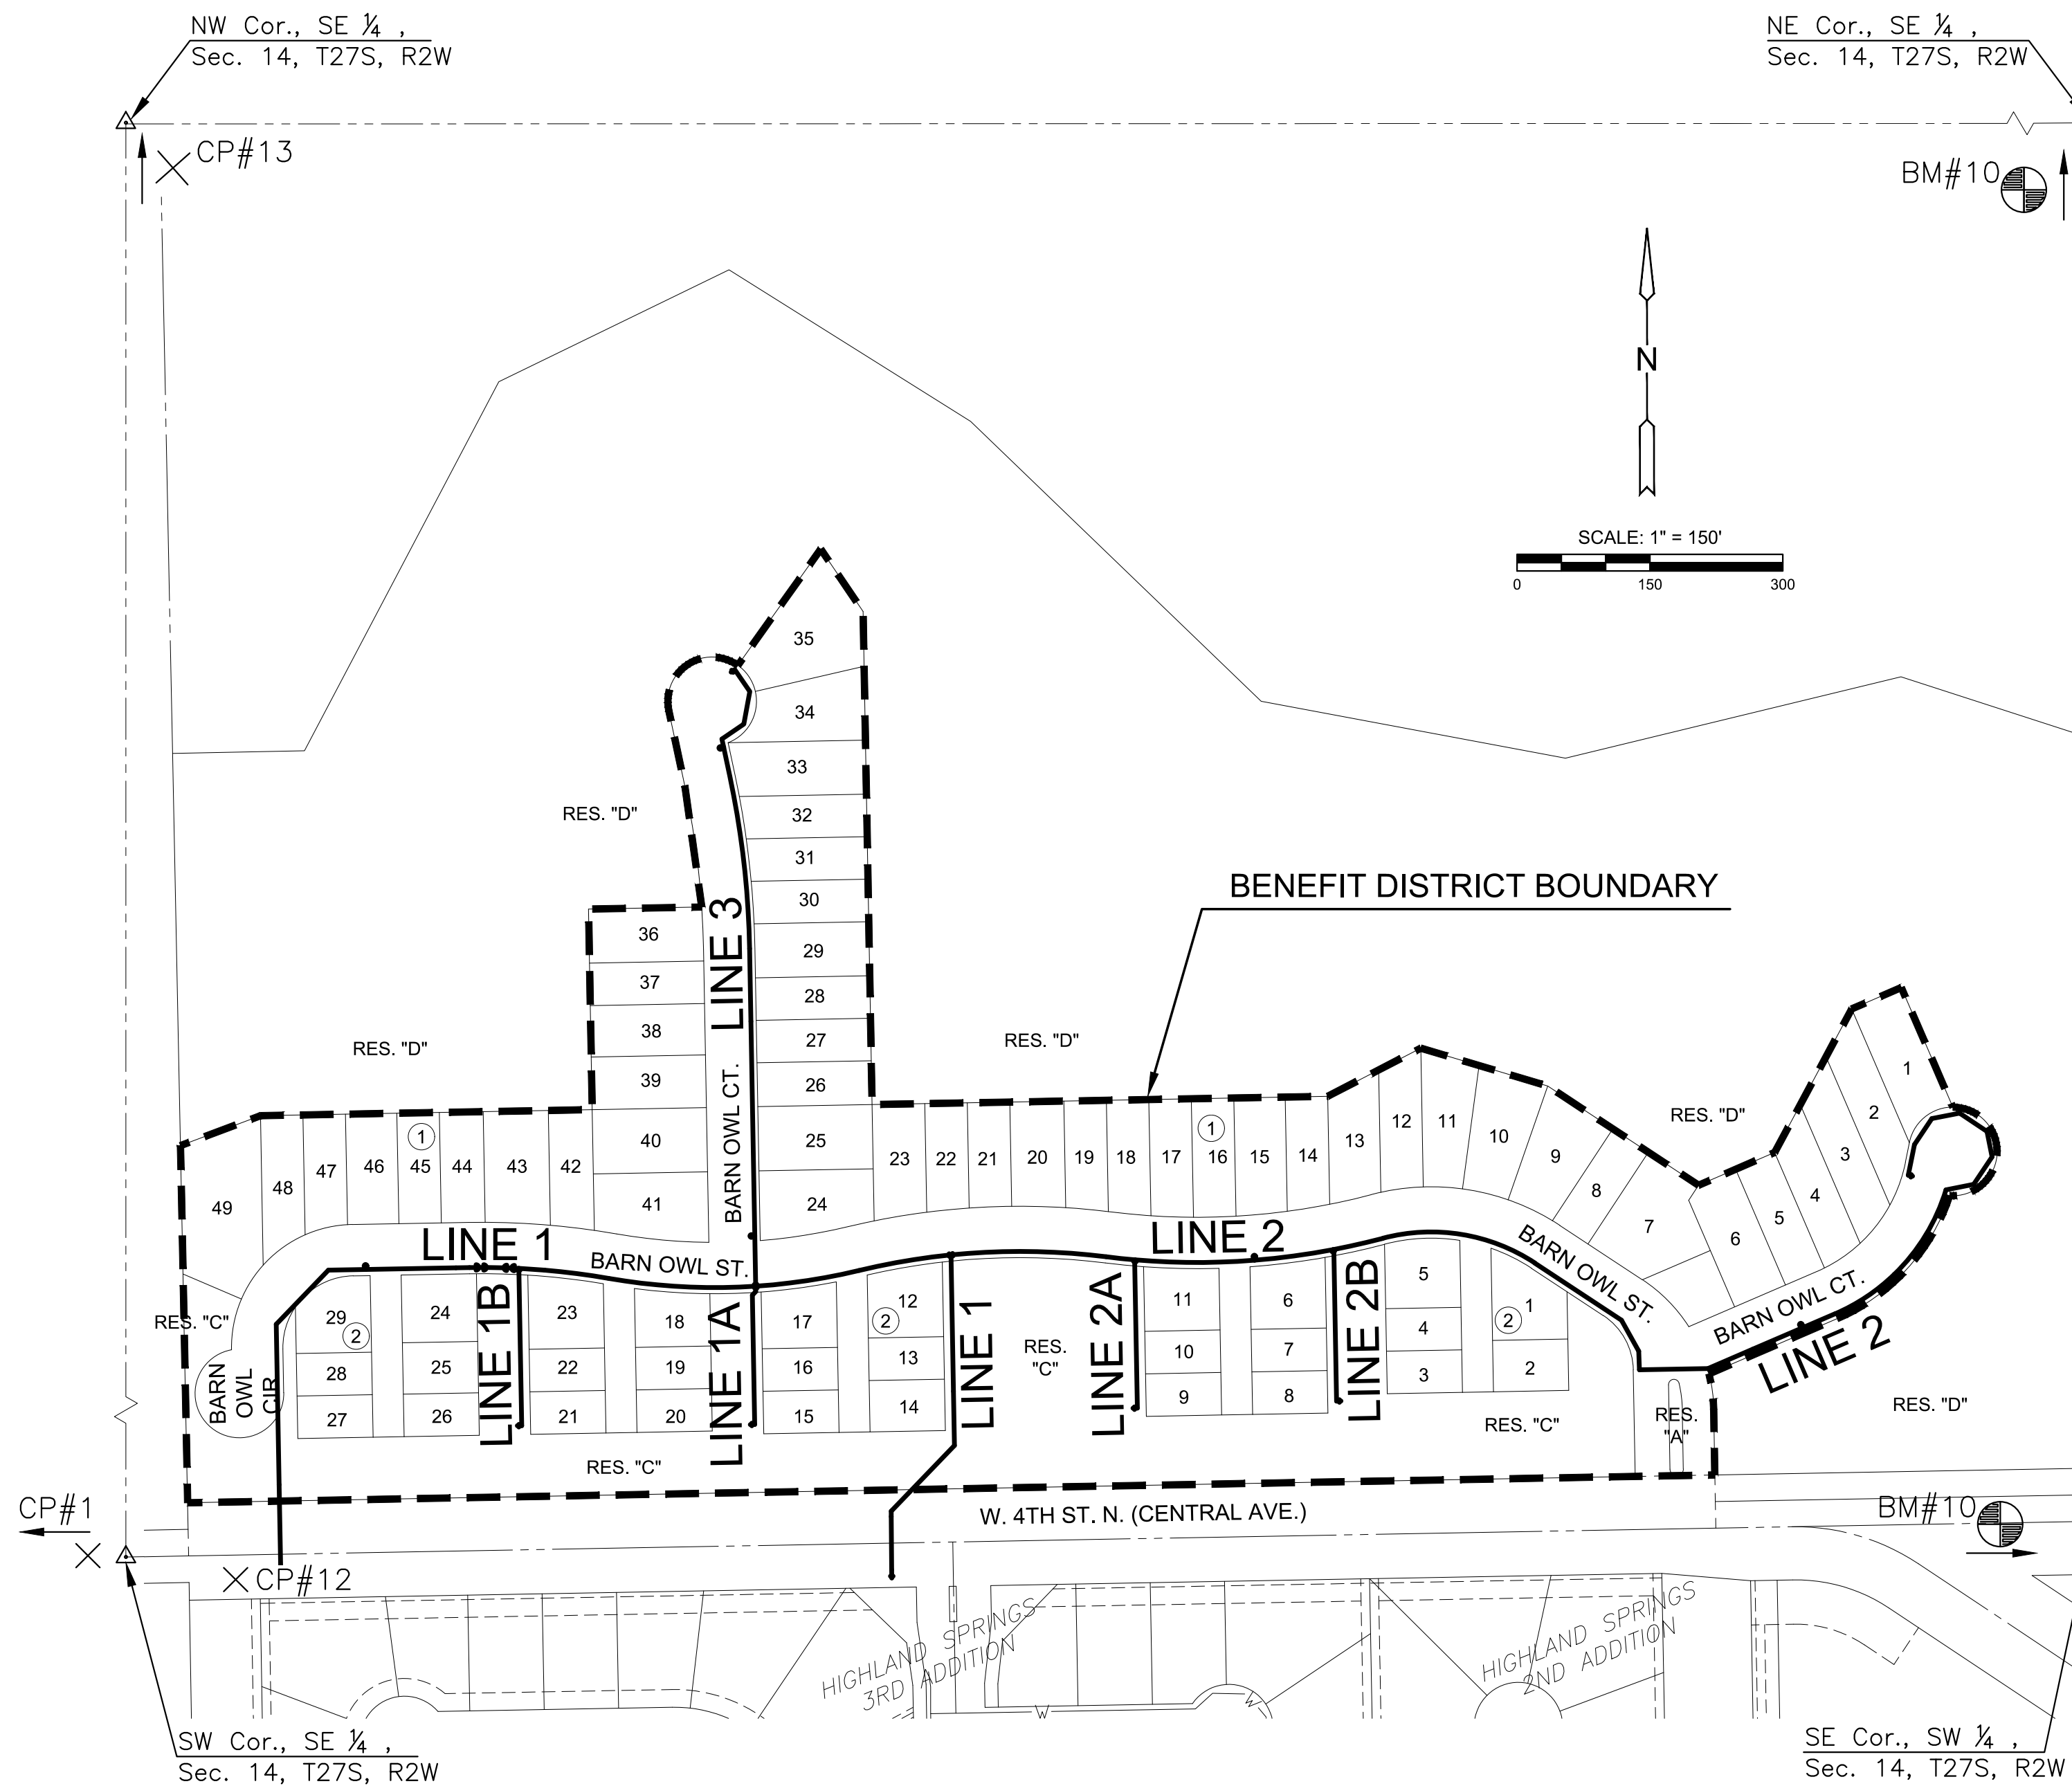 NW Cor., SE ¼ ,
Sec. 14, T27S, R2W
NE Cor., SE ¼ ,
Sec. 14, T27S, R2W
CP#13
BM#10
N
SCALE: 1" = 150'
0 150 300
35
34
33
32
31
30
29
28
27
26
25
24
RES. "D"
36
37
38
39
40
41
LINE 3
BARN OWL CT.
BENEFIT DISTRICT BOUNDARY
RES. "D"
RES. "D"
RES. "D"
49
48
47
46
1
45
44
43
42
23
22
21
20
19
18
17
1
16
15
14
13
12
11
10
9
8
7
6
5
4
3
2
1
LINE 1
BARN OWL ST.
LINE 2
BARN OWL ST.
BARN OWL CT.
LINE 2
RES. "C"
BARN
OWL
CIR
29
2
28
27
24
25
26
LINE 1B
23
22
21
18
19
20
LINE 1A
17
16
15
12
2
13
14
LINE 1
RES.
"C"
LINE 2A
11
10
9
6
7
8
LINE 2B
5
4
3
1
2
2
RES. "C"
RES. "C"
RES.
"A"
RES. "D"
CP#1
W. 4TH ST. N. (CENTRAL AVE.)
BM#10
CP#12
HIGHLAND SPRINGS
3RD ADDITION
HIGHLAND SPRINGS
2ND ADDITION
W
W
SW Cor., SE ¼ ,
Sec. 14, T27S, R2W
SE Cor., SW ¼ ,
Sec. 14, T27S, R2W